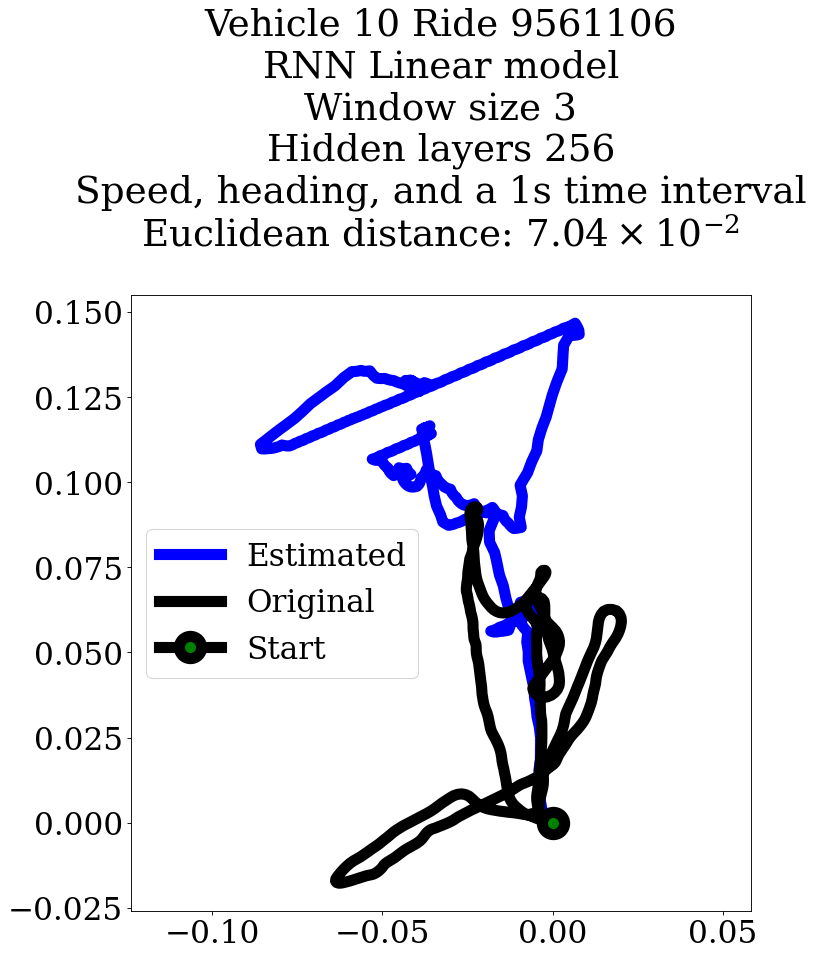 Vehicle 10 Ride 9561106
RNN Linear model
Window size 3
Hidden layers 256
Speed, heading, and a 1s time interval
Euclidean distance: 7.04 × 10⁻²
0.150
0.125
0.100
0.075
0.050
0.025
0.000
−0.025
Estimated
Original
Start
−0.10
−0.05
0.00
0.05